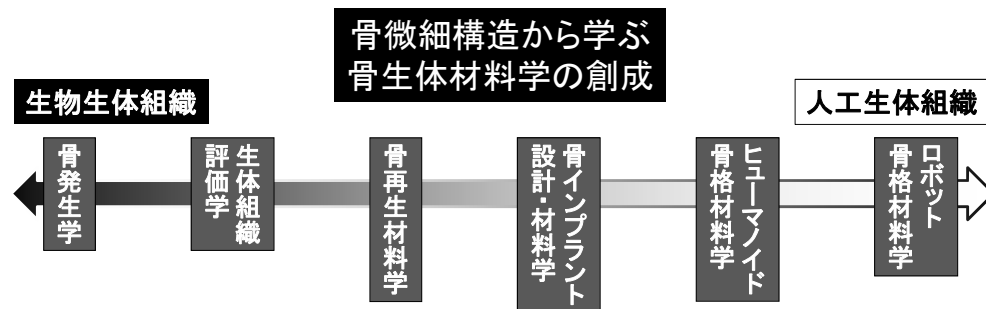 骨微細構造から学ぶ
骨生体材料学の創成
生物生体組織
人工生体組織
骨発生学
生体組織
評価学
骨再生材料学
骨インプラント
設計・材料学
ヒューマノイド
骨格材料学
ロボット
骨格材料学